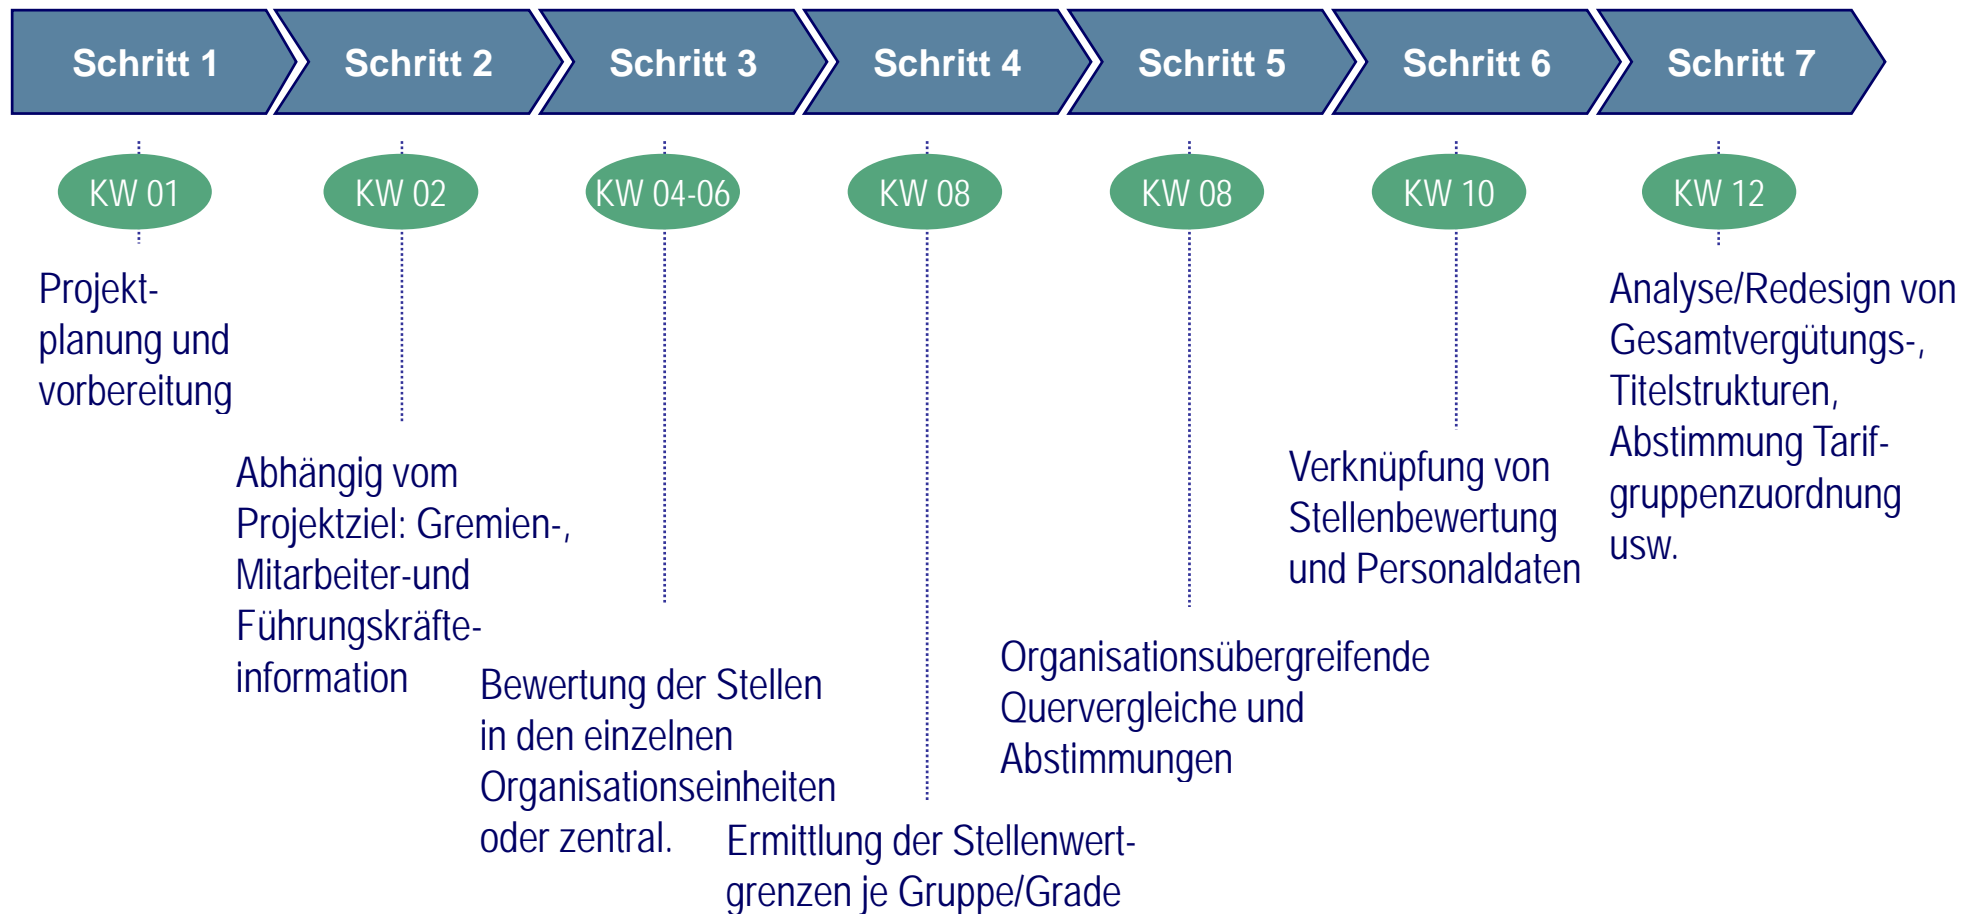 Schritt 1
Schritt 2
Schritt 3
Schritt 4
Schritt 5
Schritt 6
Schritt 7
KW 01
KW 02
KW 04-06
KW 08
KW 08
KW 10
KW 12
Projekt-
planung und
vorbereitung
Abhängig vom
Projektziel: Gremien-,
Mitarbeiter-und
Führungskräfte-
information
Bewertung der Stellen
in den einzelnen
Organisationseinheiten
oder zentral.
Ermittlung der Stellenwert-
grenzen je Gruppe/Grade
Organisationsübergreifende
Quervergleiche und
Abstimmungen
Verknüpfung von
Stellenbewertung
und Personaldaten
Analyse/Redesign von
Gesamtvergütungs-,
Titelstrukturen,
Abstimmung Tarif-
gruppenzuordnung
usw.